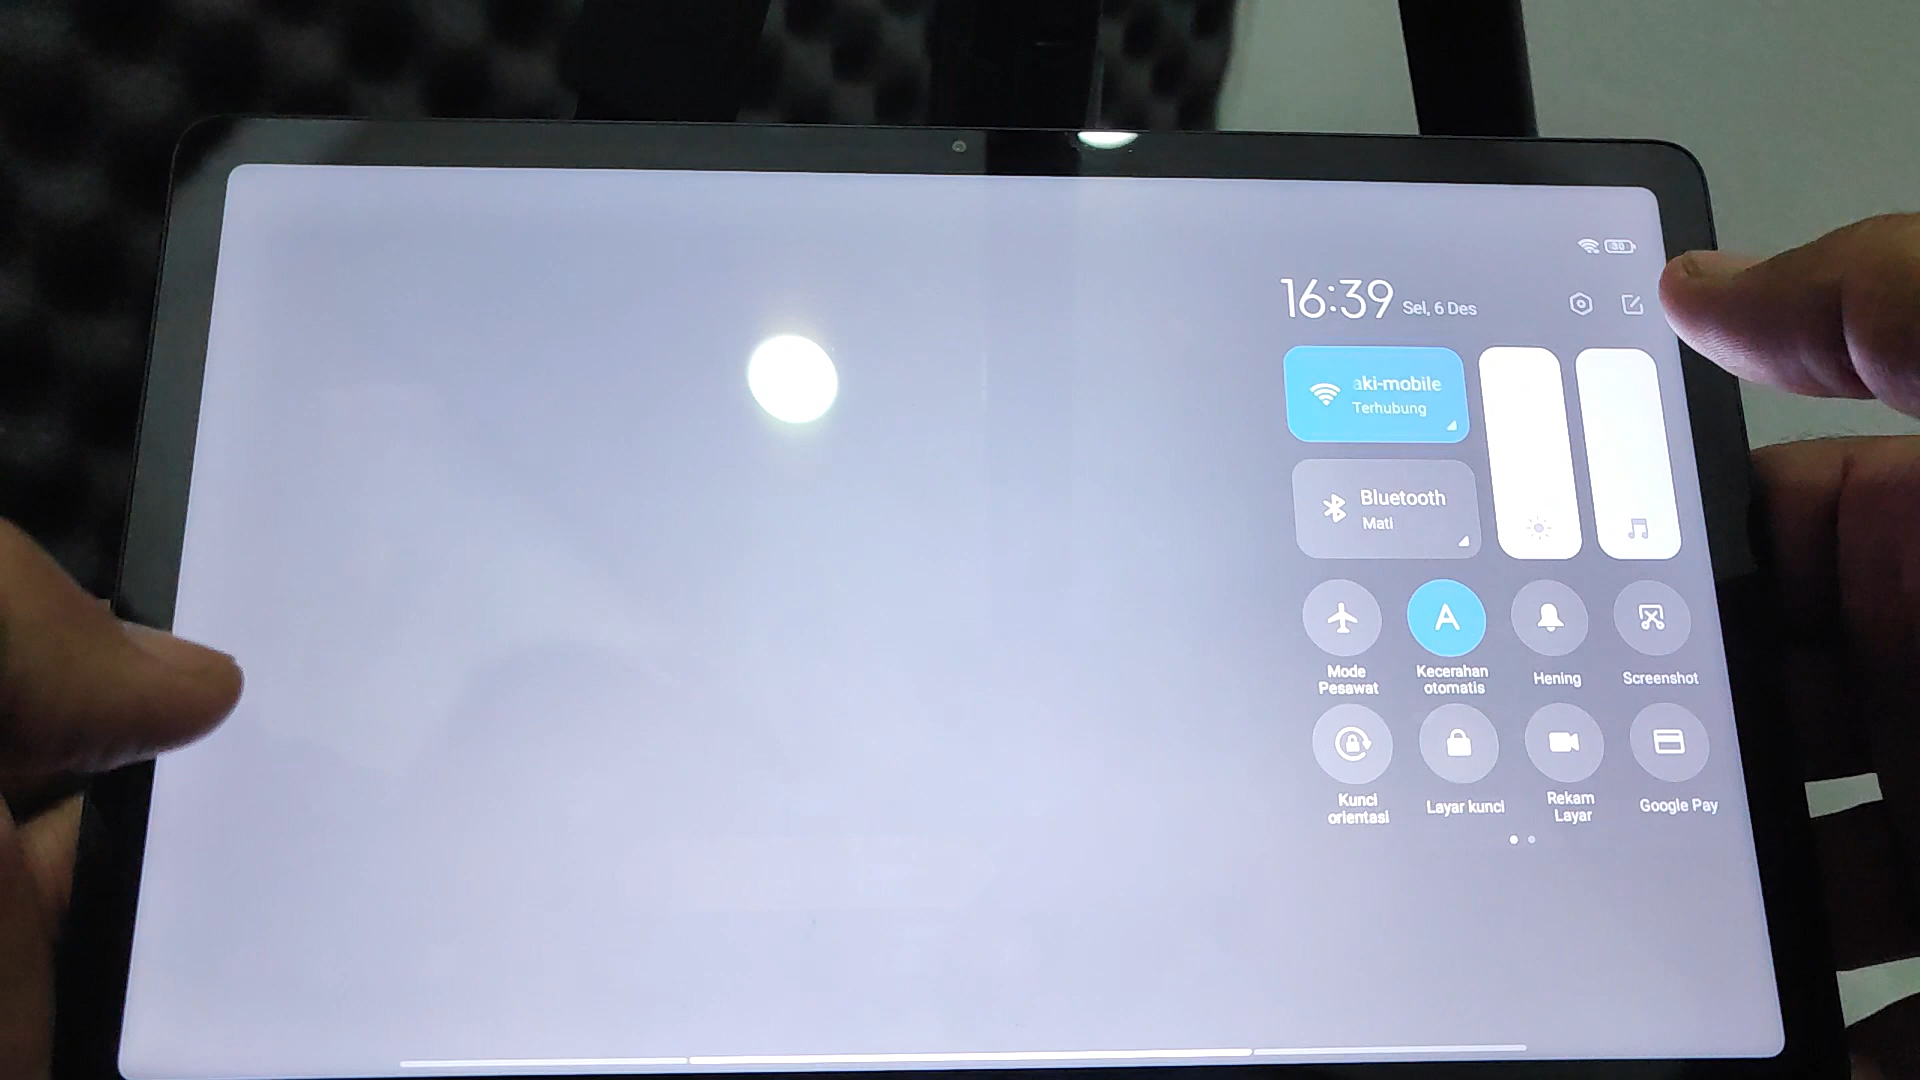 30
16:39 Sel, 6 Des
aki-mobile
Terhubung
Bluetooth
Mati
A
Mode
Pesawat
Kecerahan
otomatis
Hening
Screenshot
Kunci
orientasi
Layar kunci
Rekam
Layar
Google Pay